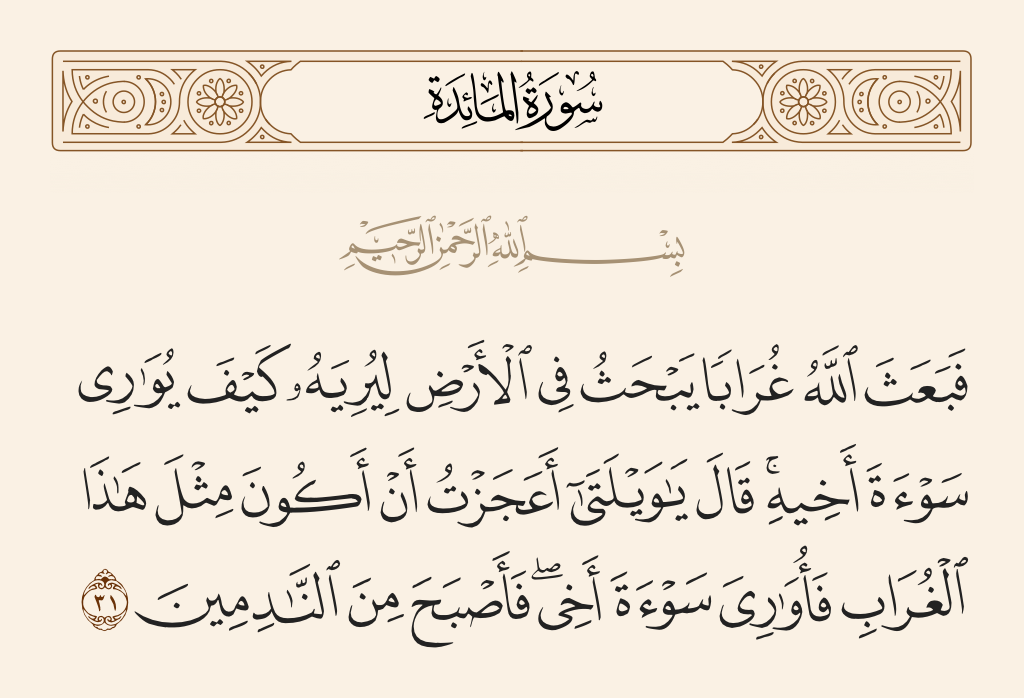 سُورَةُ المَائِدَةِ
بِسْمِ ٱللَّهِ ٱلرَّحْمَٰنِ ٱلرَّحِيمِ
فَبَعَثَ ٱللَّهُ غُرَابًا يَبْحَثُ فِى ٱلْأَرْضِ لِيُرِيَهُۥ كَيْفَ يُوَٰرِى
سَوْءَةَ أَخِيهِ ۚ قَالَ يَٰوَيْلَتَىٰٓ أَعَجَزْتُ أَنْ أَكُونَ مِثْلَ هَٰذَا
ٱلْغُرَابِ فَأُوَٰرِىَ سَوْءَةَ أَخِى ۖ فَأَصْبَحَ مِنَ ٱلنَّٰدِمِينَ ٣١